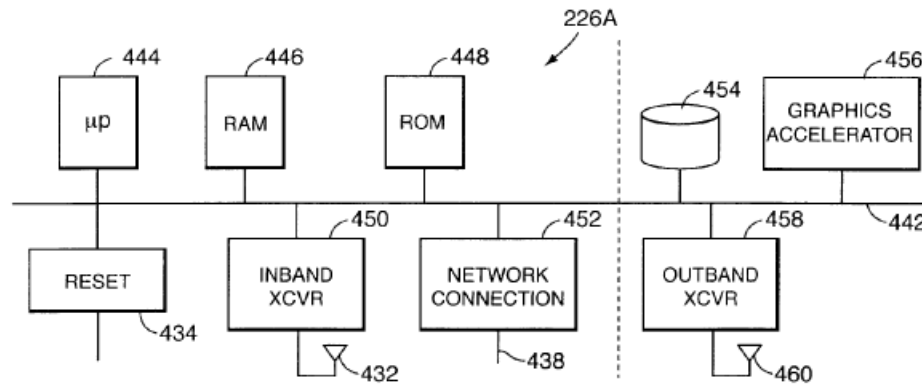 226A
444
446
448
454
456
μp
RAM
ROM
GRAPHICS
ACCELERATOR
442
450
452
458
RESET
INBAND
XCVR
NETWORK
CONNECTION
OUTBAND
XCVR
434
432
438
460